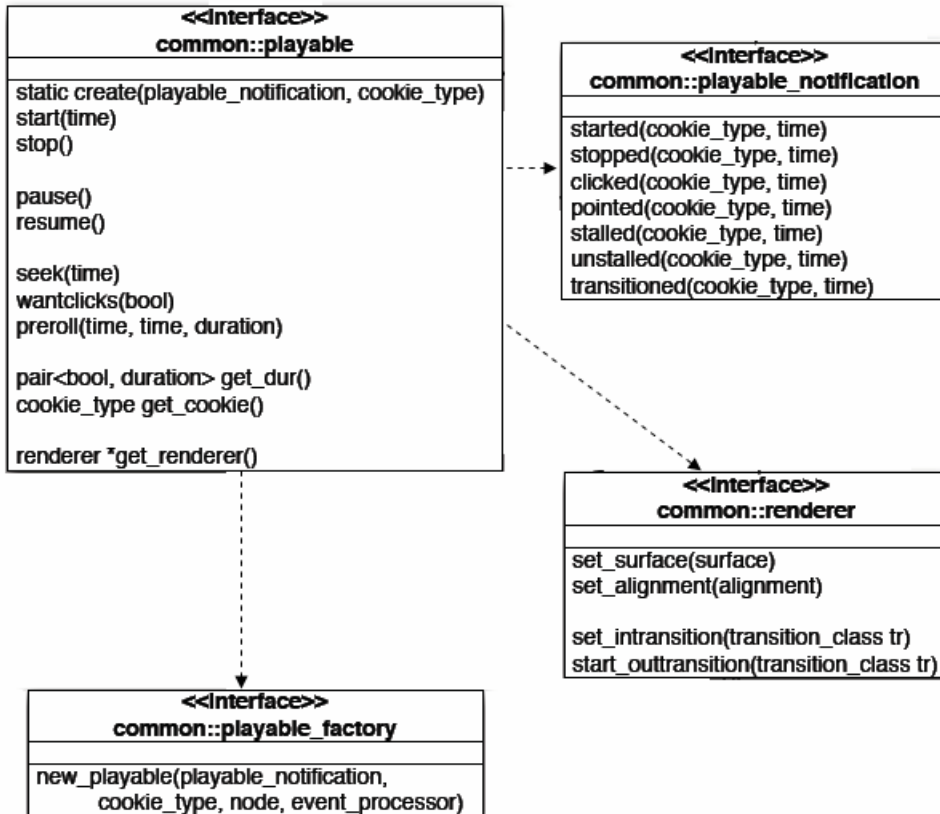 <<Interface>>
common::playable
static create(playable_notification, cookie_type)
start(time)
stop()
pause()
resume()
seek(time)
wantclicks(bool)
preroll(time, time, duration)
pair<bool, duration> get_dur()
cookie_type get_cookie()
renderer *get_renderer()
<<Interface>>
common::playable_notification
started(cookie_type, time)
stopped(cookie_type, time)
clicked(cookie_type, time)
pointed(cookie_type, time)
stalled(cookie_type, time)
unstalled(cookie_type, time)
transitioned(cookie_type, time)
<<Interface>>
common::renderer
set_surface(surface)
set_alignment(alignment)
set_intransition(transition_class tr)
start_outtransition(transition_class tr)
<<Interface>>
common::playable_factory
new_playable(playable_notification,
cookie_type, node, event_processor)